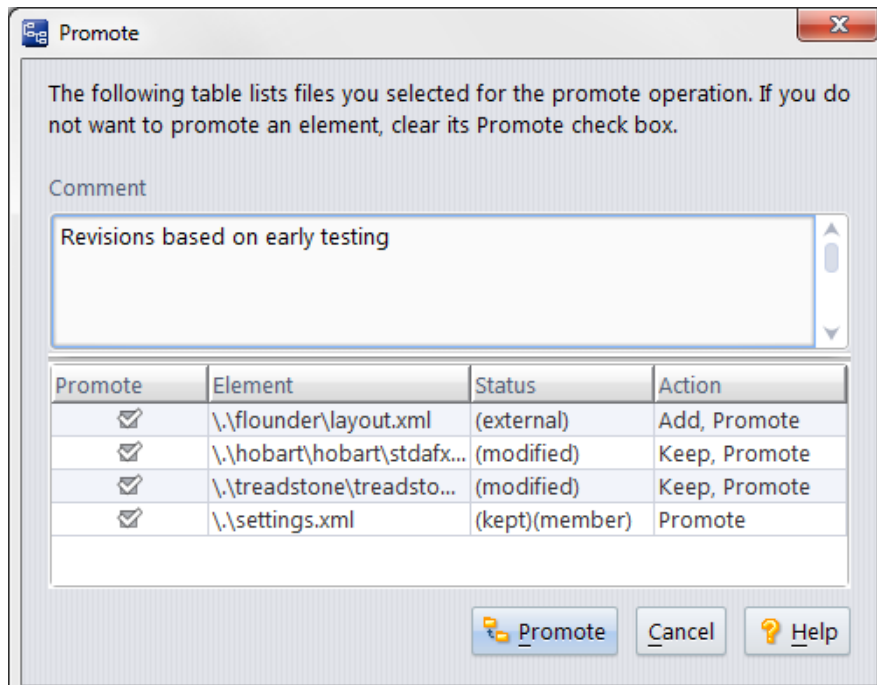 Promote
The following table lists files you selected for the promote operation. If you do
not want to promote an element, clear its Promote check box.
Comment
Revisions based on early testing
Promote Element Status Action
\.\flounder\layout.xml (external) Add, Promote
\.\hobart\hobart\stdafx... (modified) Keep, Promote
\.\treadstone\treadsto... (modified) Keep, Promote
\.\settings.xml (kept)(member) Promote
Promote Cancel Help